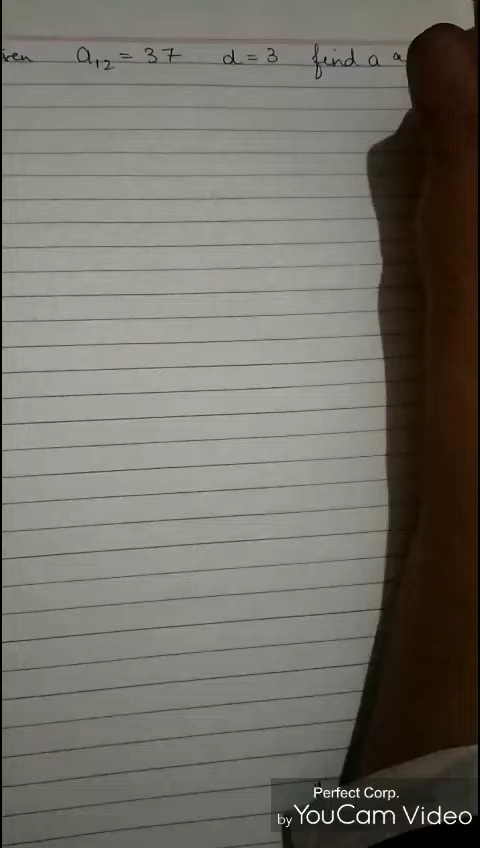 a₁₂ = 37 d = 3 find a a
Perfect Corp.
by YouCam Video